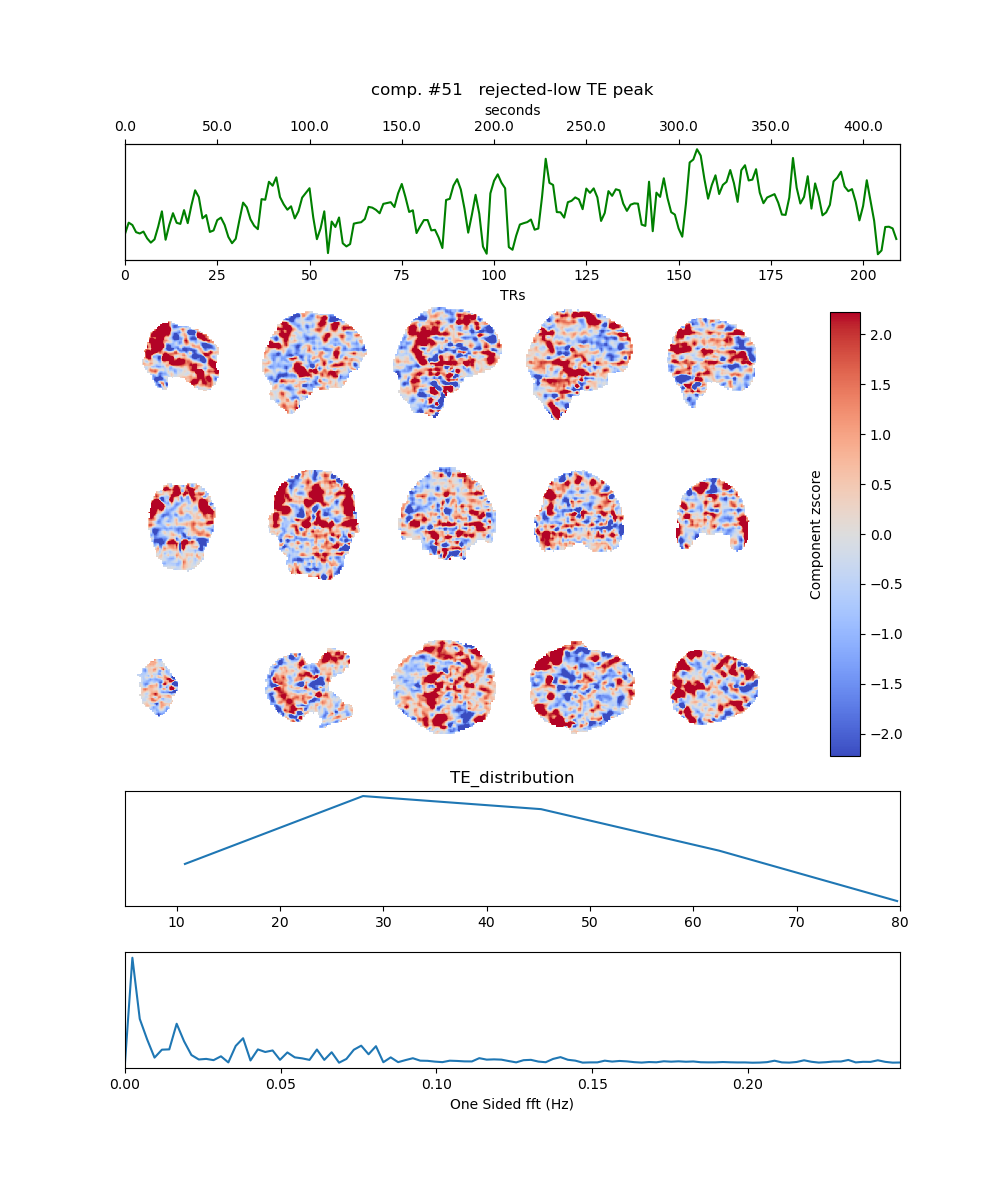 comp. #51   rejected-low TE peak
seconds
0.0 50.0 100.0 150.0 200.0 250.0 300.0 350.0 400.0
0 25 50 75 100 125 150 175 200
TRs
2.0
1.5
1.0
0.5
0.0
−0.5
−1.0
−1.5
−2.0
Component zscore
TE_distribution
10 20 30 40 50 60 70 80
0.00 0.05 0.10 0.15 0.20
One Sided fft (Hz)